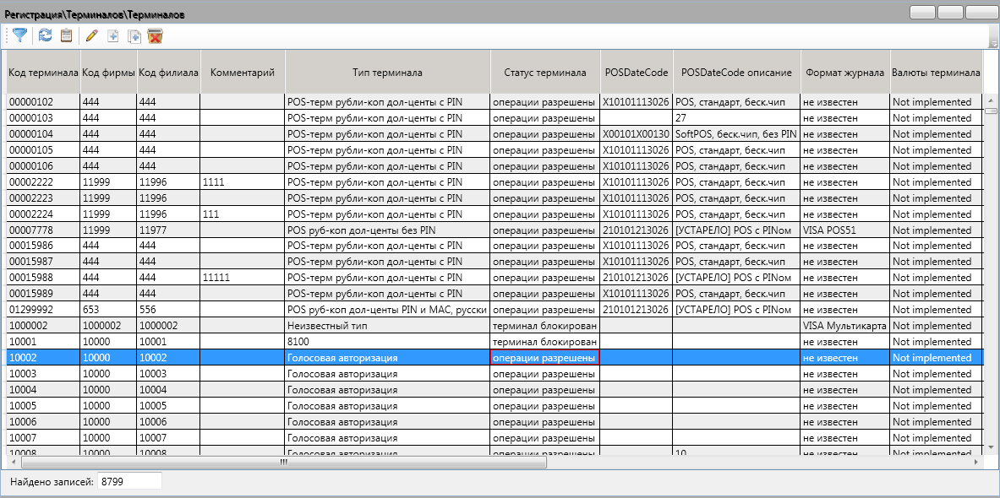 Регистрация\Терминалов\Терминалов
Код терминала Код фирмы Код филиала Комментарий Тип терминала Статус терминала POSDateCode POSDateCode описание Формат журнала Валюты терминала
00000102 444 444 POS-терм рубли-коп дол-центы с PIN операции разрешены X10101113026 POS, стандарт, беск.чип не известен Not implemented
00000103 444 444 POS-терм рубли-коп дол-центы с PIN операции разрешены 27 не известен Not implemented
00000104 444 444 POS-терм рубли-коп дол-центы с PIN операции разрешены X00101X00130 SoftPOS, беск.чип, без PIN не известен Not implemented
00000105 444 444 POS-терм рубли-коп дол-центы с PIN операции разрешены X10101113026 POS, стандарт, беск.чип не известен Not implemented
00000106 444 444 POS-терм рубли-коп дол-центы с PIN операции разрешены X10101113026 POS, стандарт, беск.чип не известен Not implemented
00002222 11999 11996 1111 POS-терм рубли-коп дол-центы с PIN операции разрешены X10101113026 POS, стандарт, беск.чип не известен Not implemented
00002223 11999 11996 POS-терм рубли-коп дол-центы с PIN операции разрешены X10101113026 POS, стандарт, беск.чип не известен Not implemented
00002224 11999 11996 111 POS-терм рубли-коп дол-центы с PIN операции разрешены X10101113026 POS, стандарт, беск.чип не известен Not implemented
00007778 11999 11977 POS руб-коп дол-центы без PIN операции разрешены 210101213026 [УСТАРЕЛО] POS с PINом VISA POS51 Not implemented
00015986 444 444 POS-терм рубли-коп дол-центы с PIN операции разрешены X10101113026 POS, стандарт, беск.чип не известен Not implemented
00015987 444 444 POS-терм рубли-коп дол-центы с PIN операции разрешены X10101113026 POS, стандарт, беск.чип не известен Not implemented
00015988 444 444 11111 POS-терм рубли-коп дол-центы с PIN операции разрешены 210101213026 [УСТАРЕЛО] POS с PINом не известен Not implemented
00015989 444 444 POS-терм рубли-коп дол-центы с PIN операции разрешены X10101113026 POS, стандарт, беск.чип не известен Not implemented
01299992 653 556 POS руб-коп дол-центы PIN и MAC, русски операции разрешены 210101213026 [УСТАРЕЛО] POS с PINом не известен Not implemented
1000002 1000002 1000002 Неизвестный тип терминал блокирован VISA Мультикарта Not implemented
10001 10000 10001 8100 терминал блокирован не известен Not implemented
10002 10000 10002 Голосовая авторизация операции разрешены не известен Not implemented
10003 10000 10003 Голосовая авторизация операции разрешены не известен Not implemented
10004 10000 10004 Голосовая авторизация операции разрешены не известен Not implemented
10005 10000 10005 Голосовая авторизация операции разрешены не известен Not implemented
10006 10000 10006 Голосовая авторизация операции разрешены не известен Not implemented
10007 10000 10007 Голосовая авторизация операции разрешены не известен Not implemented
10008 10000 10008 Голосовая авторизация операции разрешены 10 не известен Not implemented
Найдено записей: 8799